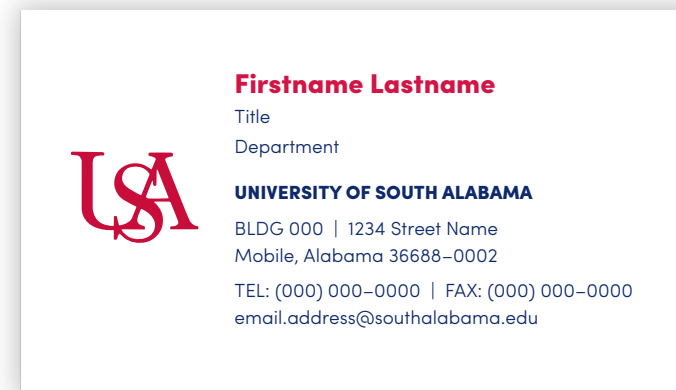 USA
Firstname Lastname
Title
Department
UNIVERSITY OF SOUTH ALABAMA
BLDG 000 | 1234 Street Name
Mobile, Alabama 36688–0002
TEL: (000) 000–0000 | FAX: (000) 000–0000
email.address@southalabama.edu